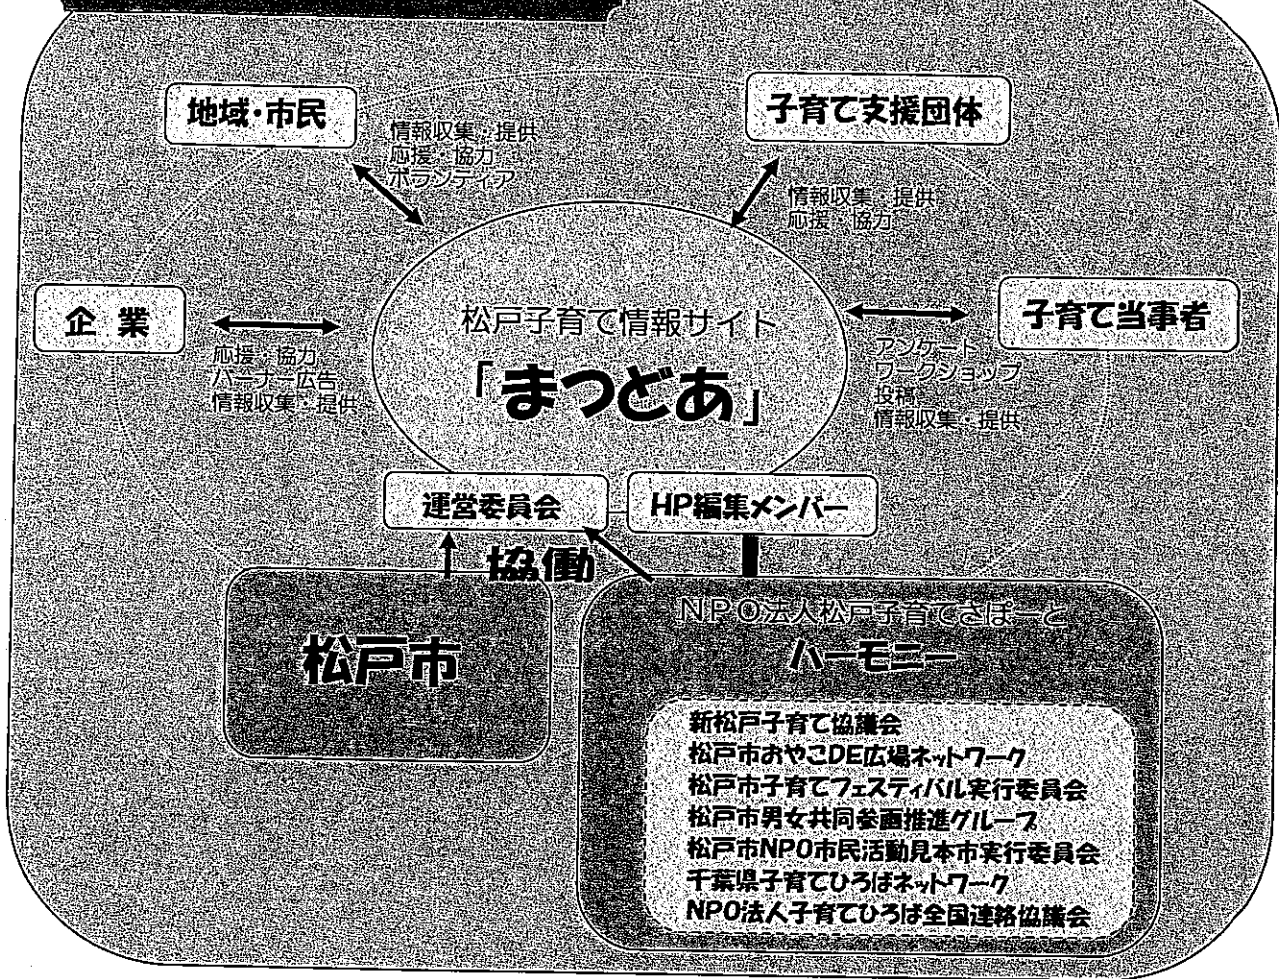 地域・市民
情報収集・提供
応援・協力
ボランティア
子育て支援団体
情報収集・提供
応援・協力
企業
応援・協力
バーナー広告
情報収集・提供
松戸子育て情報サイト
「まつどあ」
子育て当事者
アンケート
ワークショップ
投稿
情報収集・提供
運営委員会
HP編集メンバー
協働
松戸市
NPO法人松戸子育てさぽーと
ハーモニー
新松戸子育て協議会
松戸市おやこDE広場ネットワーク
松戸市子育てフェスティバル実行委員会
松戸市男女共同参画推進グループ
松戸市NPO市民活動見本市実行委員会
千葉県子育てひろばネットワーク
NPO法人子育てひろば全国連絡協議会